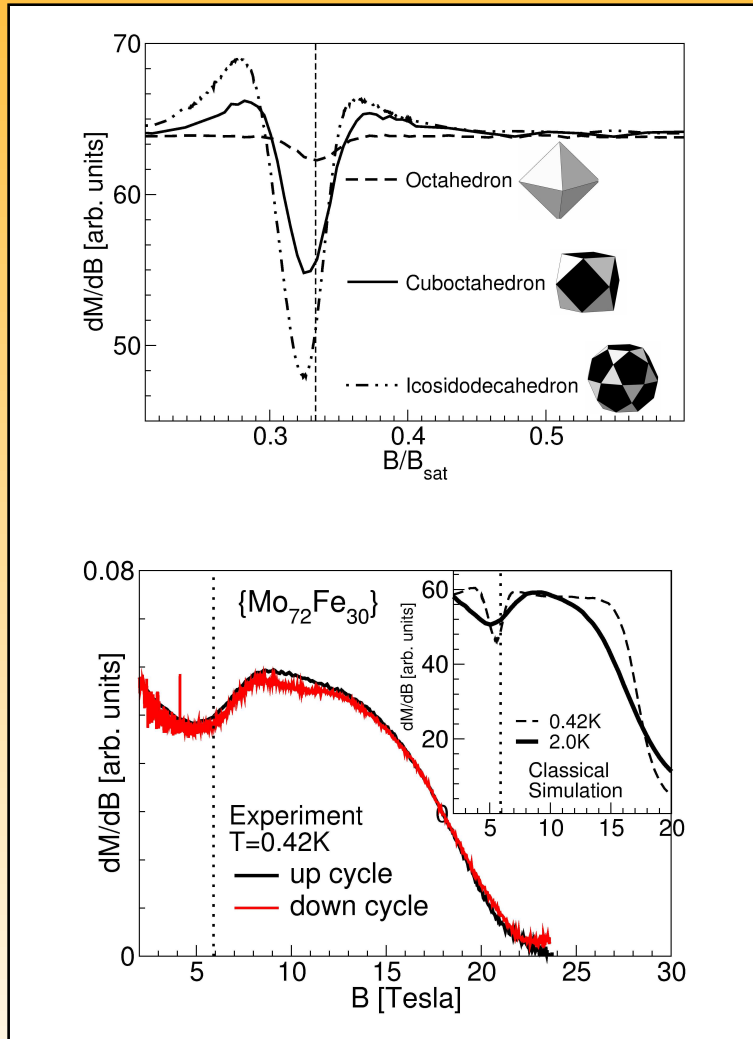 70
60
50
dM/dB [arb. units]
Octahedron
Cuboctahedron
Icosidodecahedron
0.3 0.4 0.5
B/B_sat
0.08
0
dM/dB [arb. units]
{Mo72Fe30}
Experiment
T=0.42K
up cycle
down cycle
5 10 15 20 25 30
B [Tesla]
60
40
20
0
dM/dB [arb. units]
0.42K
2.0K
Classical
Simulation
5 10 15 20